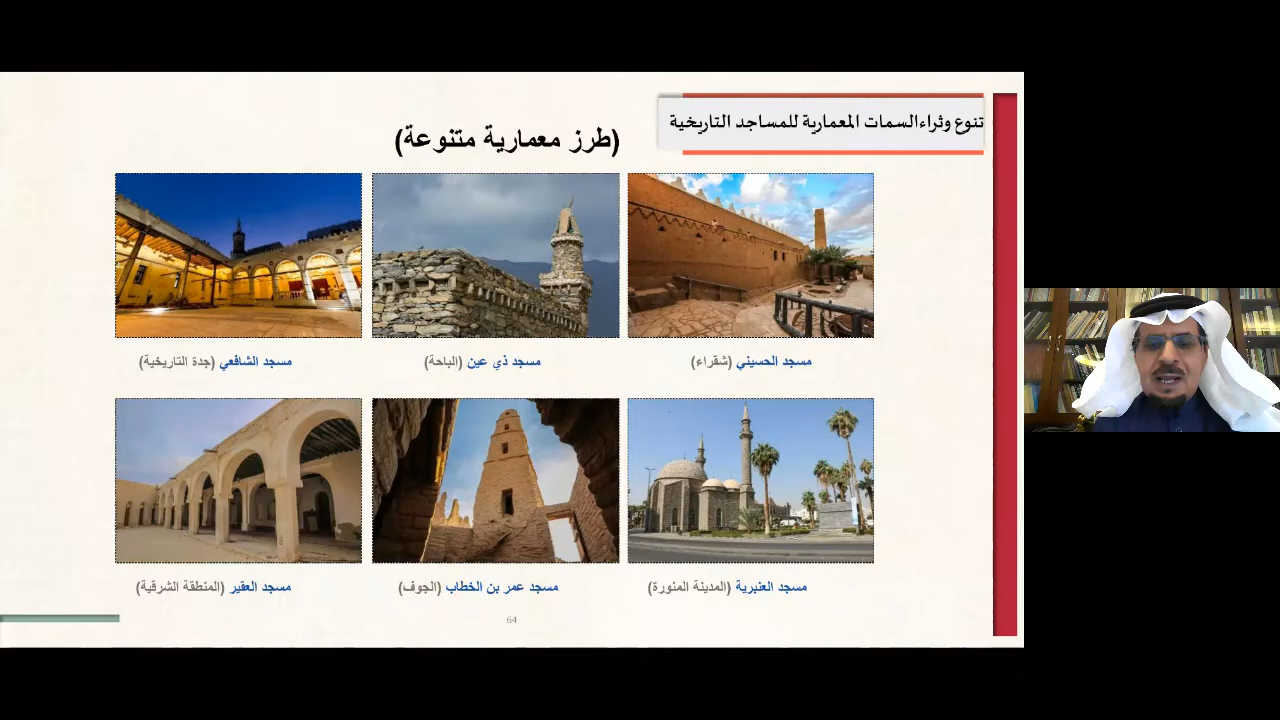 تنوع وثراء السمات المعمارية للمساجد التاريخية
(طرز معمارية متنوعة)
مسجد الحسيني (شقراء)
مسجد ذي عين (الباحة)
مسجد الشافعي (جدة التاريخية)
مسجد العنبرية (المدينة المنورة)
مسجد عمر بن الخطاب (الجوف)
مسجد العقير (المنطقة الشرقية)
64